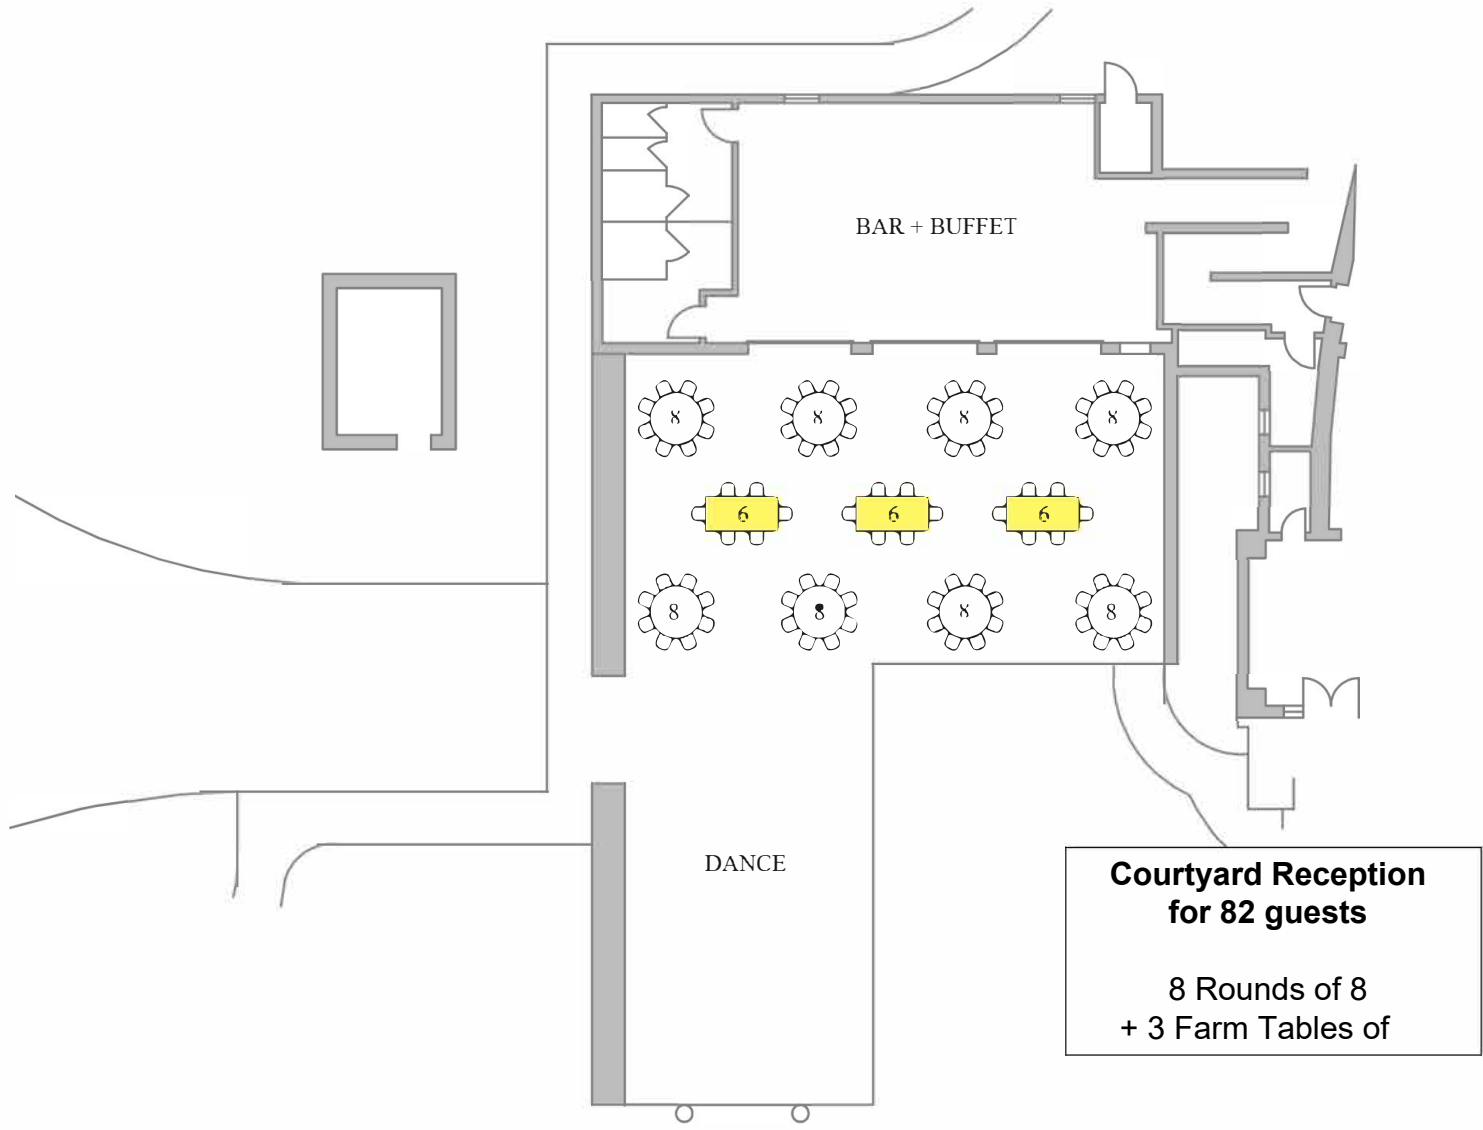 BAR + BUFFET
8 8 8 8
6 6 6
8 8 8 8
DANCE
Courtyard Reception
for 82 guests
8 Rounds of 8
+ 3 Farm Tables of